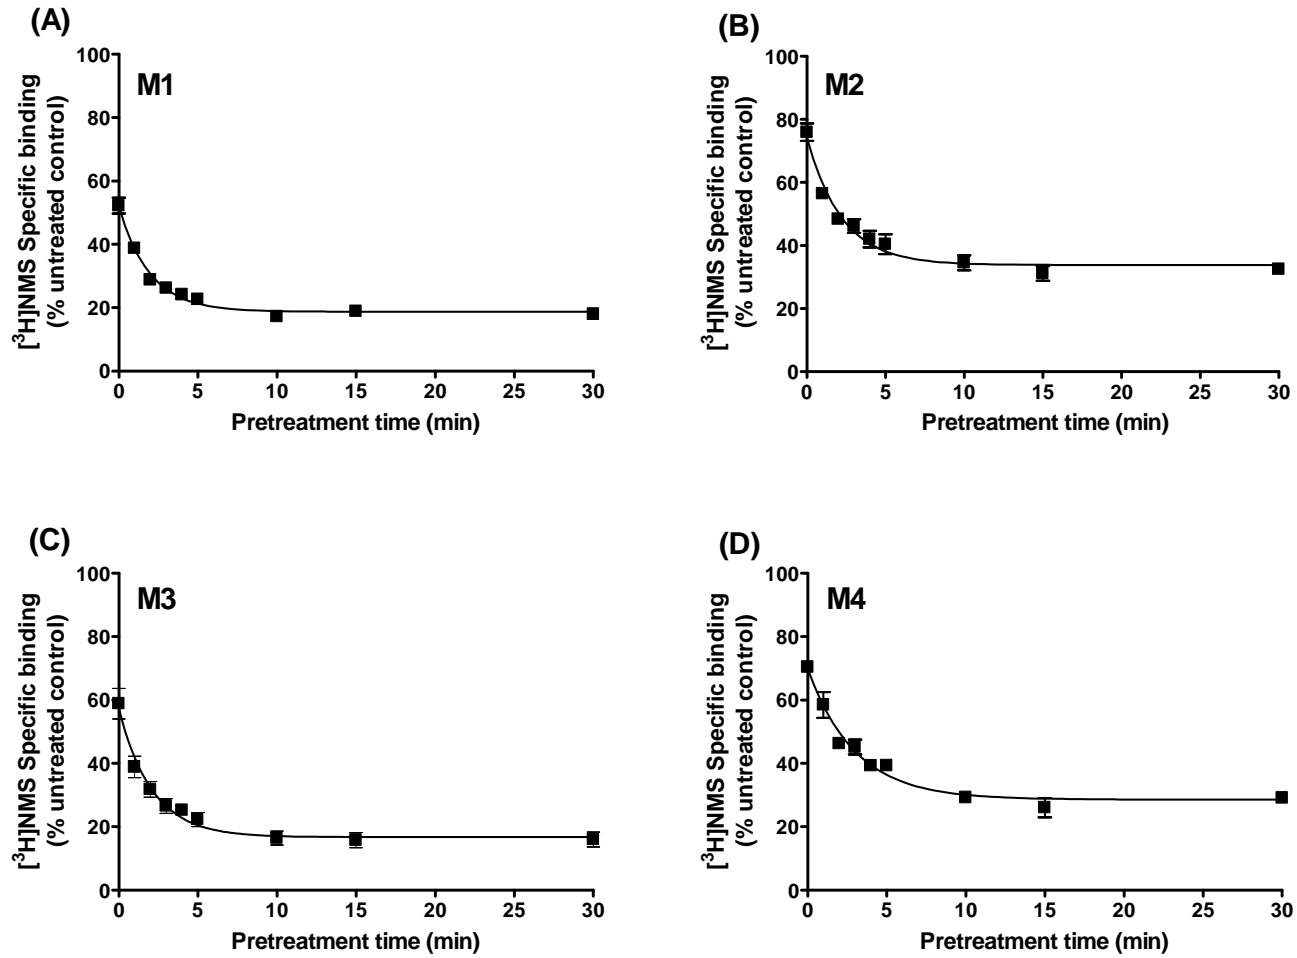 (A)
M1
[³H]NMS Specific binding
(% untreated control)
100
80
60
40
20
0
0 5 10 15 20 25 30
Pretreatment time (min)
(B)
M2
[³H]NMS Specific binding
(% untreated control)
100
80
60
40
20
0
0 5 10 15 20 25 30
Pretreatment time (min)
(C)
M3
[³H]NMS Specific binding
(% untreated control)
100
80
60
40
20
0
0 5 10 15 20 25 30
Pretreatment time (min)
(D)
M4
[³H]NMS Specific binding
(% untreated control)
100
80
60
40
20
0
0 5 10 15 20 25 30
Pretreatment time (min)